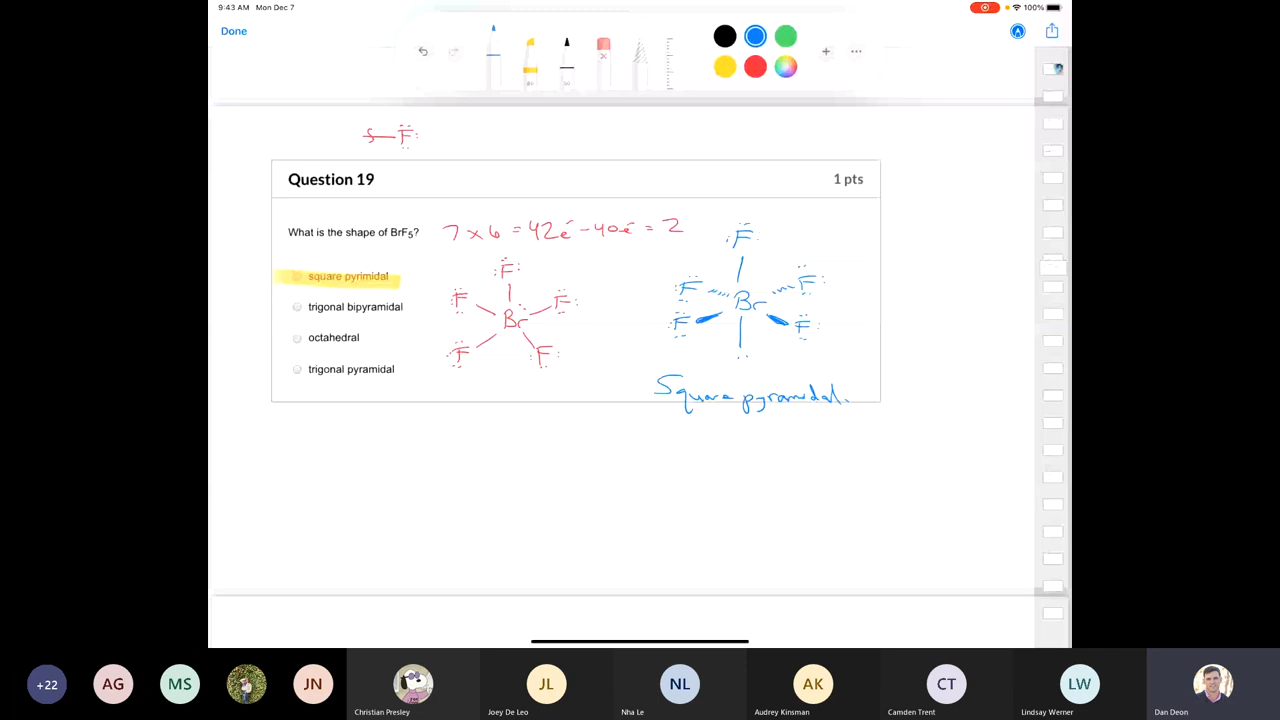 9:43 AM Mon Dec 7
100%
Done
F
Question 19
1 pts
What is the shape of BrF5?
7 x 6 = 42e- - 40e- = 2
square pyrimidal
trigonal bipyramidal
octahedral
trigonal pyramidal
F
F
F
Br
F
F
F
F
F
Br
F
F
Square pyramidal.
+22
AG
MS
JN
Christian Presley
JL
Joey De Leo
NL
Nha Le
AK
Audrey Kinsman
CT
Camden Trent
LW
Lindsay Werner
Dan Deon